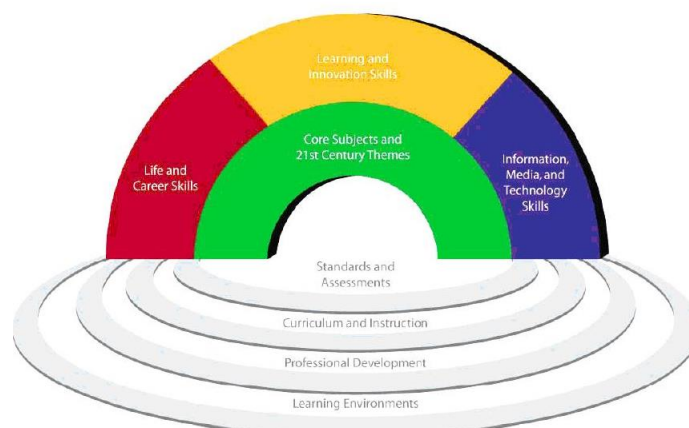 Learning and
Innovation Skills
Core Subjects and
21st Century Themes
Life and
Career Skills
Information,
Media, and
Technology
Skills
Standards and
Assessments
Curriculum and Instruction
Professional Development
Learning Environments